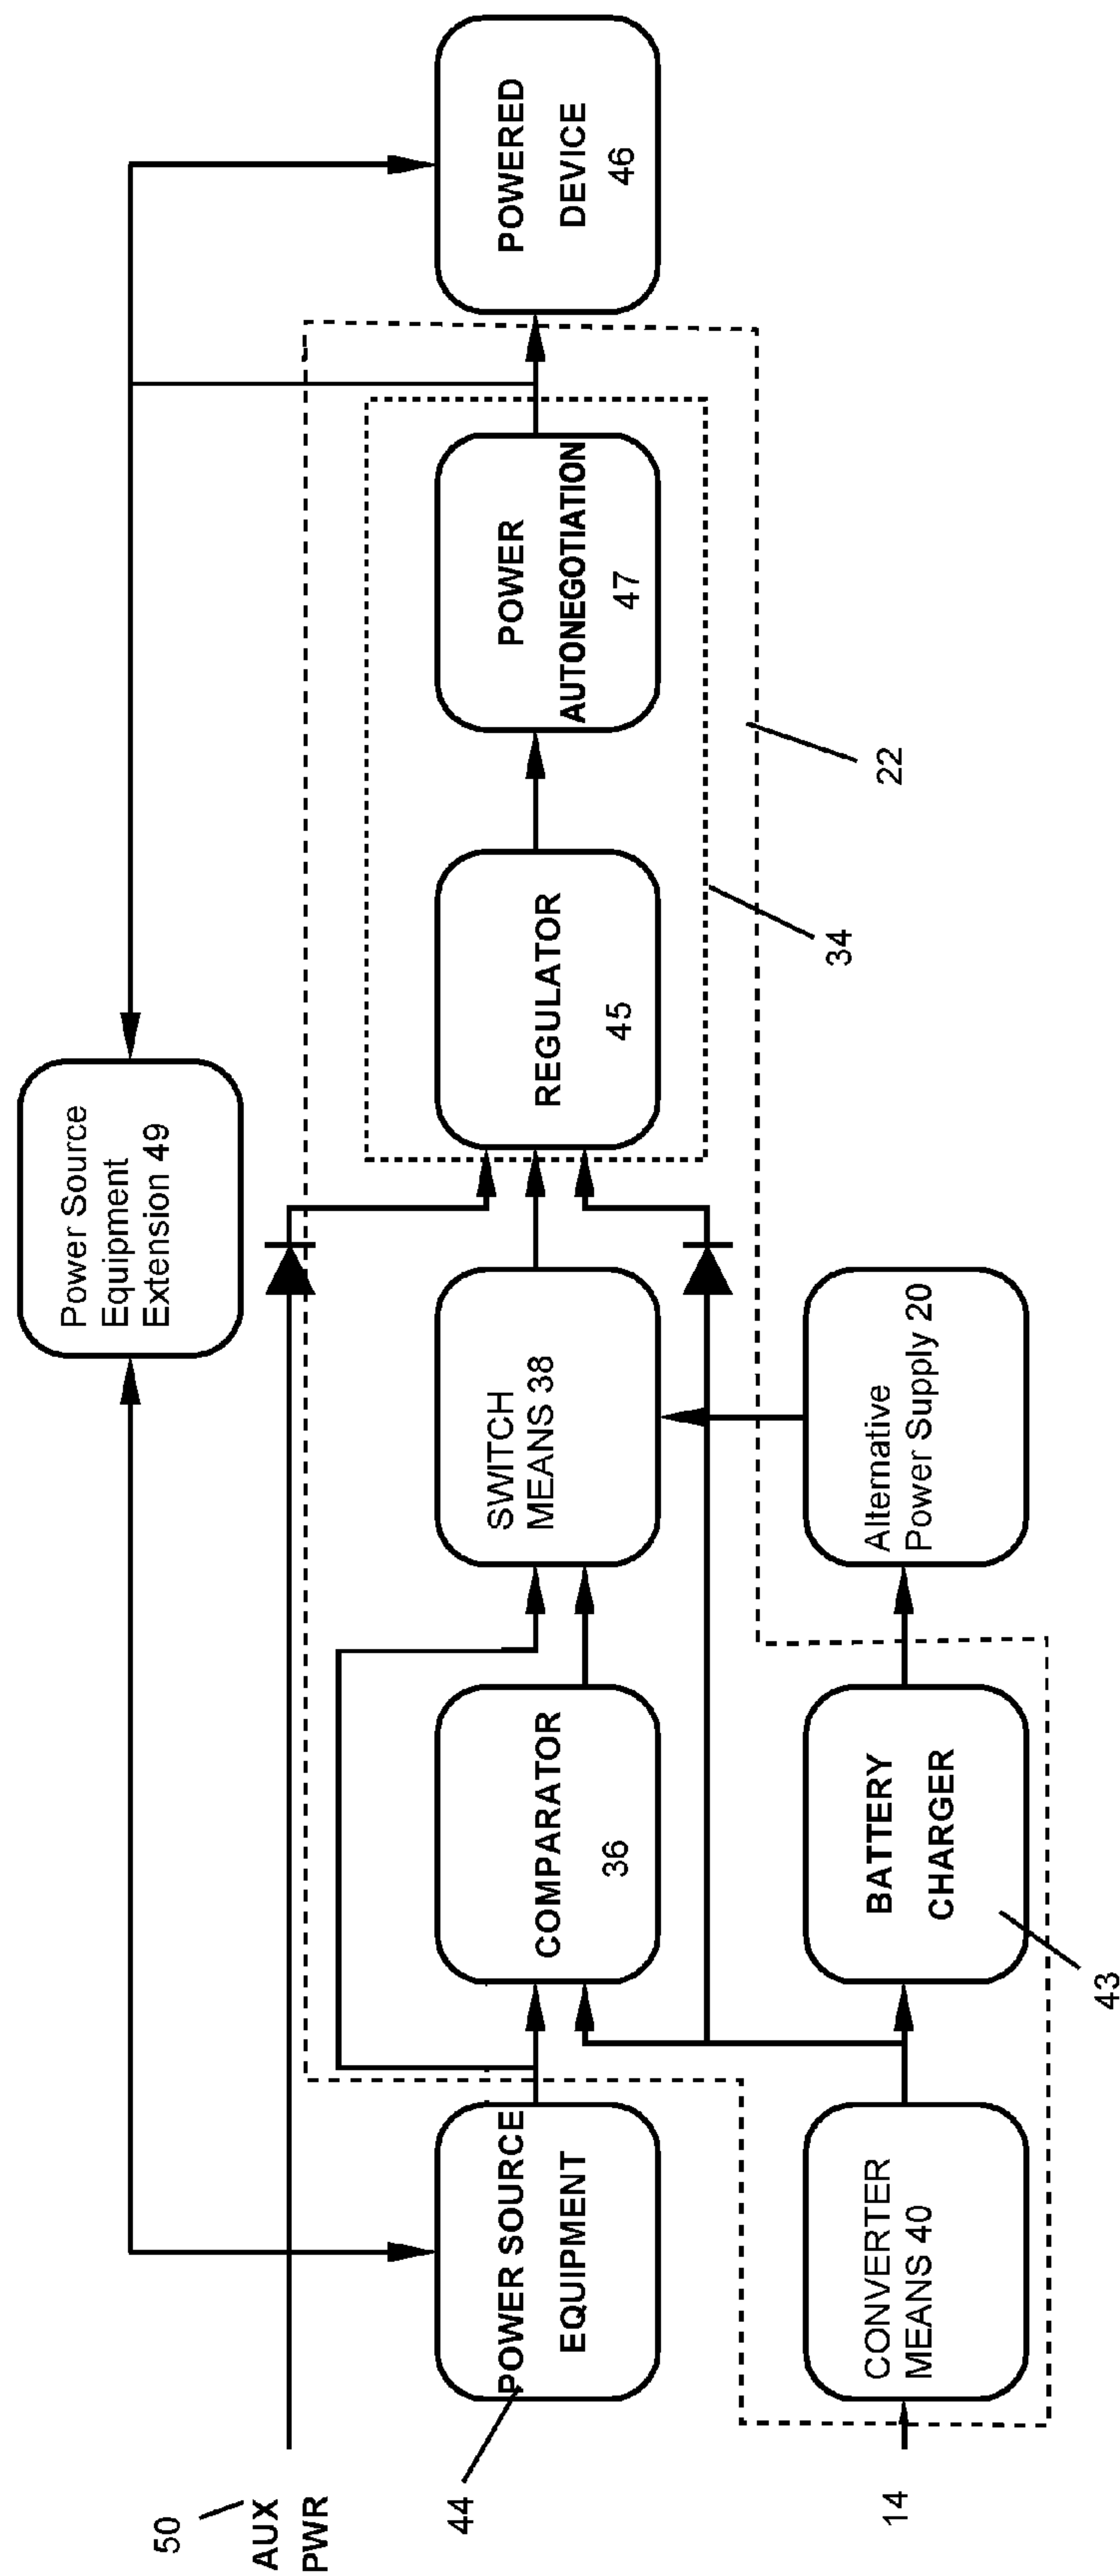 Power Source
Equipment
Extension 49
50
AUX
PWR
44
POWER SOURCE
EQUIPMENT
COMPARATOR
36
SWITCH
MEANS 38
REGULATOR
45
POWER
AUTONEGOTIATION
47
POWERED
DEVICE
46
34
22
14
CONVERTER
MEANS 40
BATTERY
CHARGER
43
Alternative
Power Supply 20